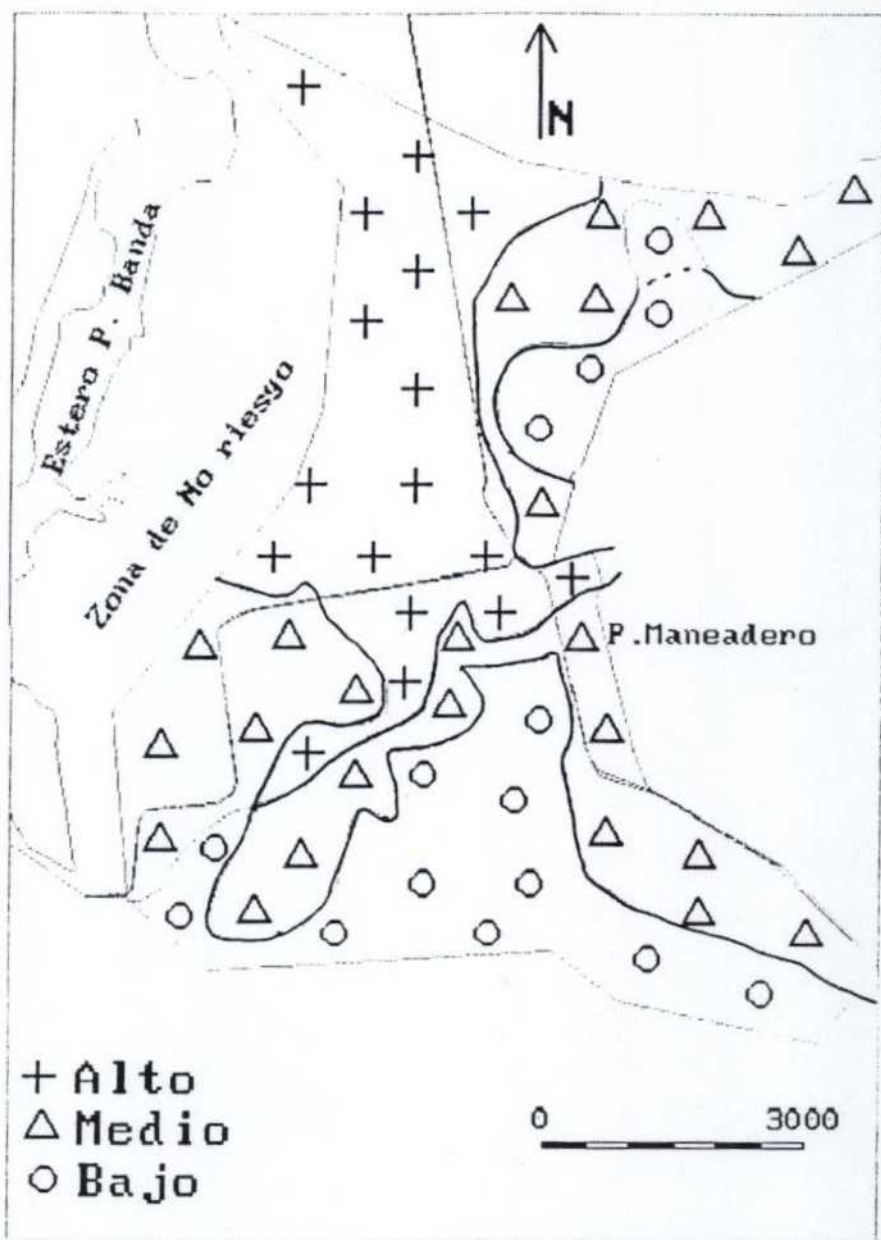 N
Estero P. Banda
Zona de No riesgo
P.Maneadero
Alto
Medio
Bajo
0 3000